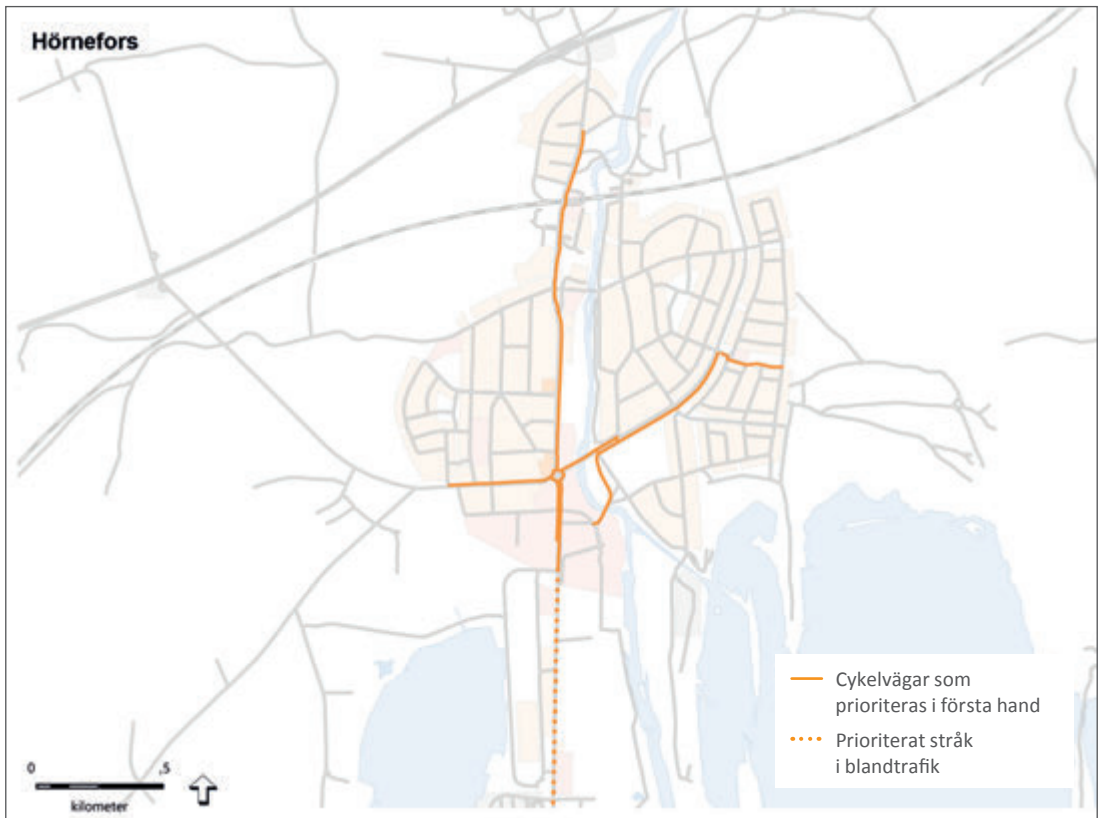 Hörnefors
Cykelvägar som
prioriteras i första hand
Prioriterat stråk
i blandtrafik
0 ,5
kilometer